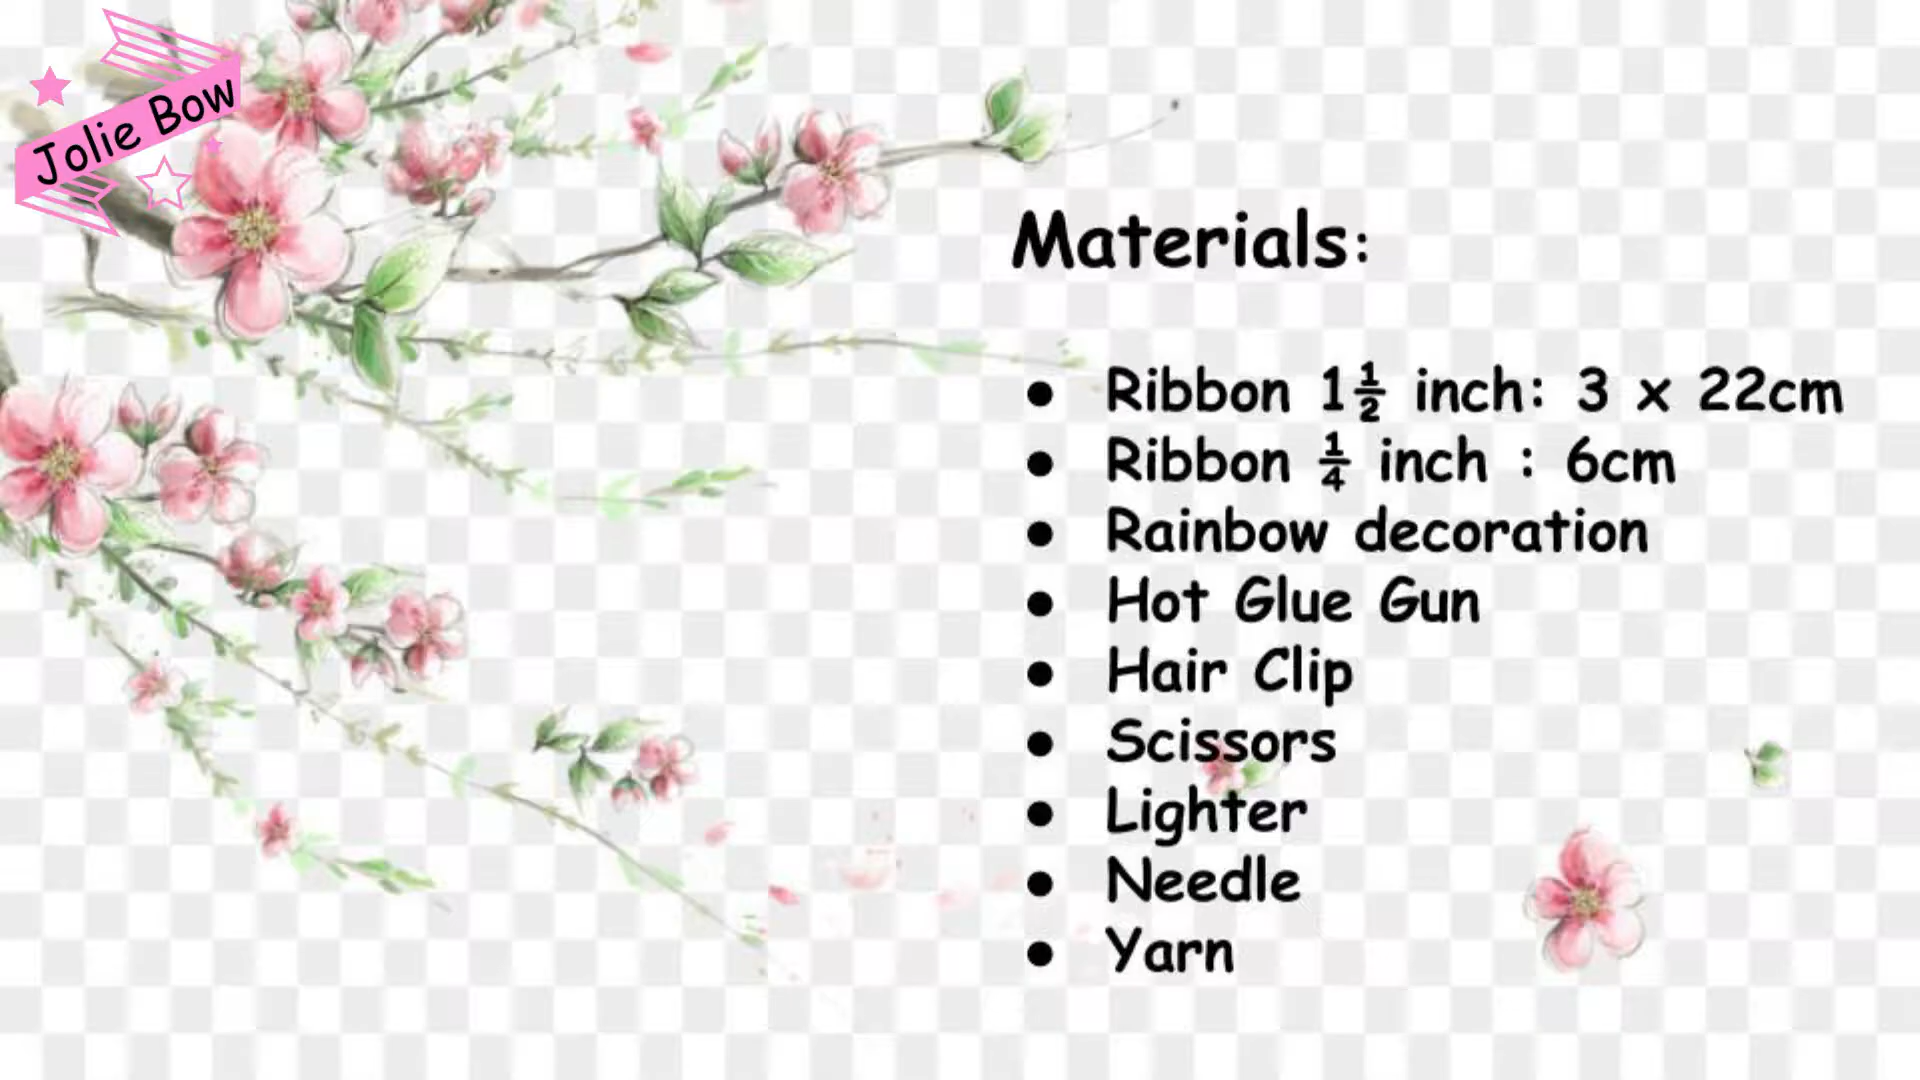 Jolie Bow
Materials:
● Ribbon 1½ inch: 3 x 22cm
● Ribbon ¼ inch : 6cm
● Rainbow decoration
● Hot Glue Gun
● Hair Clip
● Scissors
● Lighter
● Needle
● Yarn